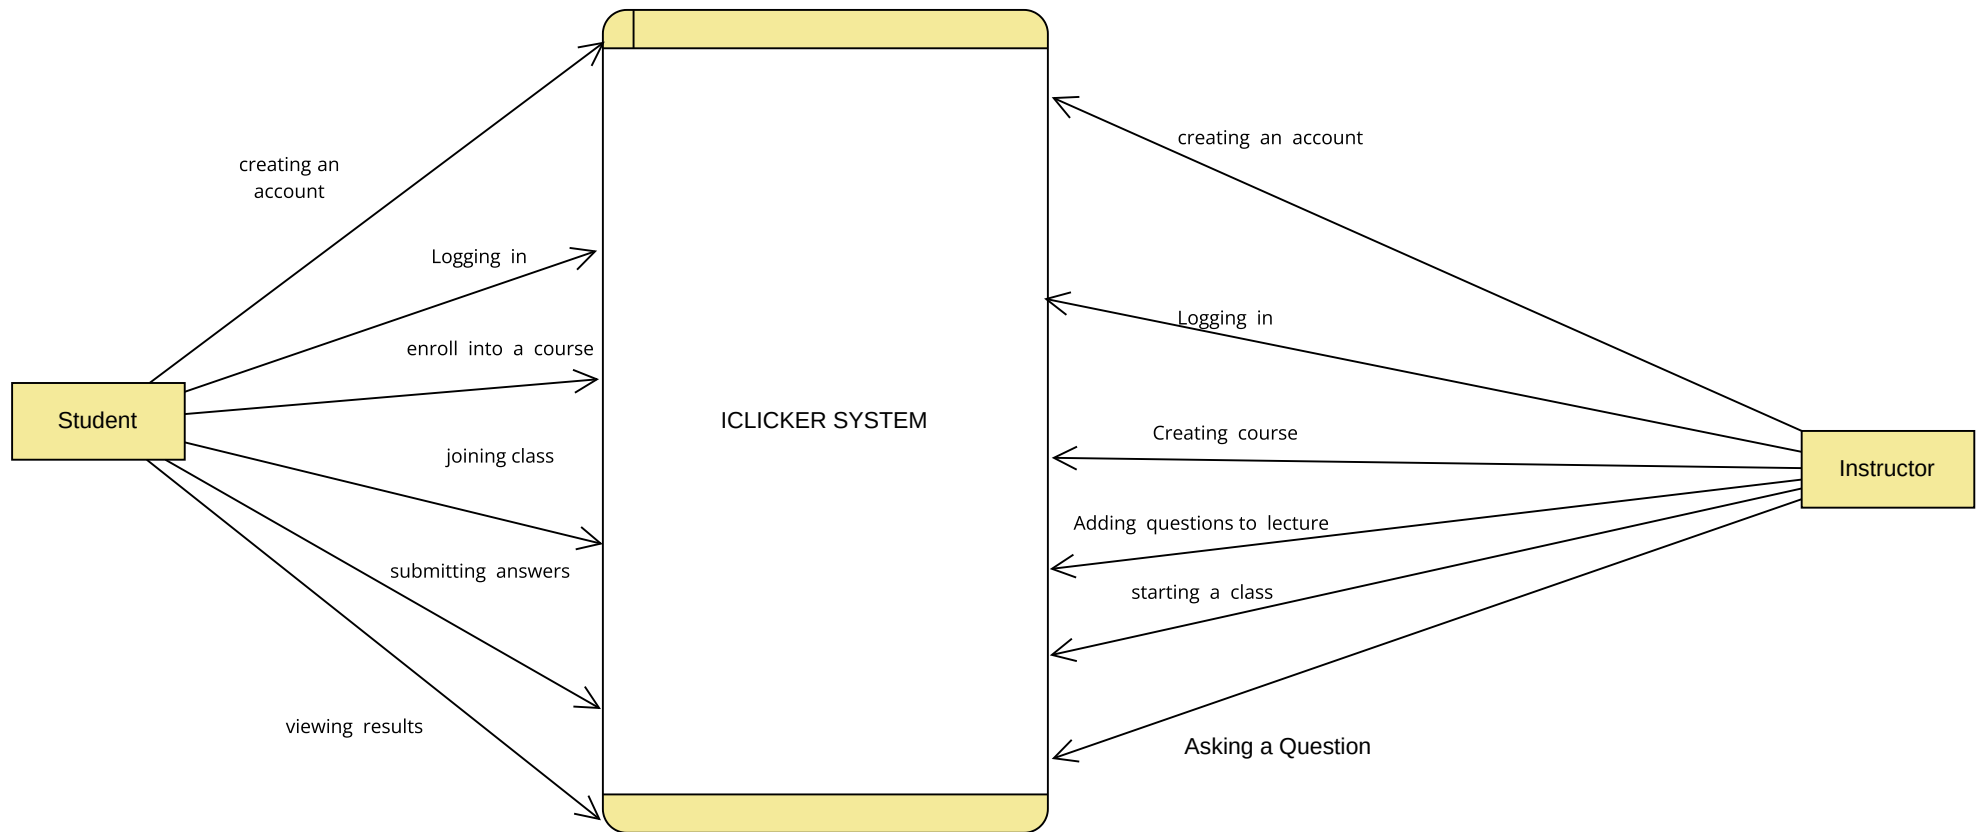 creating an
account
creating an account
Logging in
Logging in
enroll into a course
Student
ICLICKER SYSTEM
Creating course
joining class
Instructor
Adding questions to lecture
submitting answers
starting a class
viewing results
Asking a Question